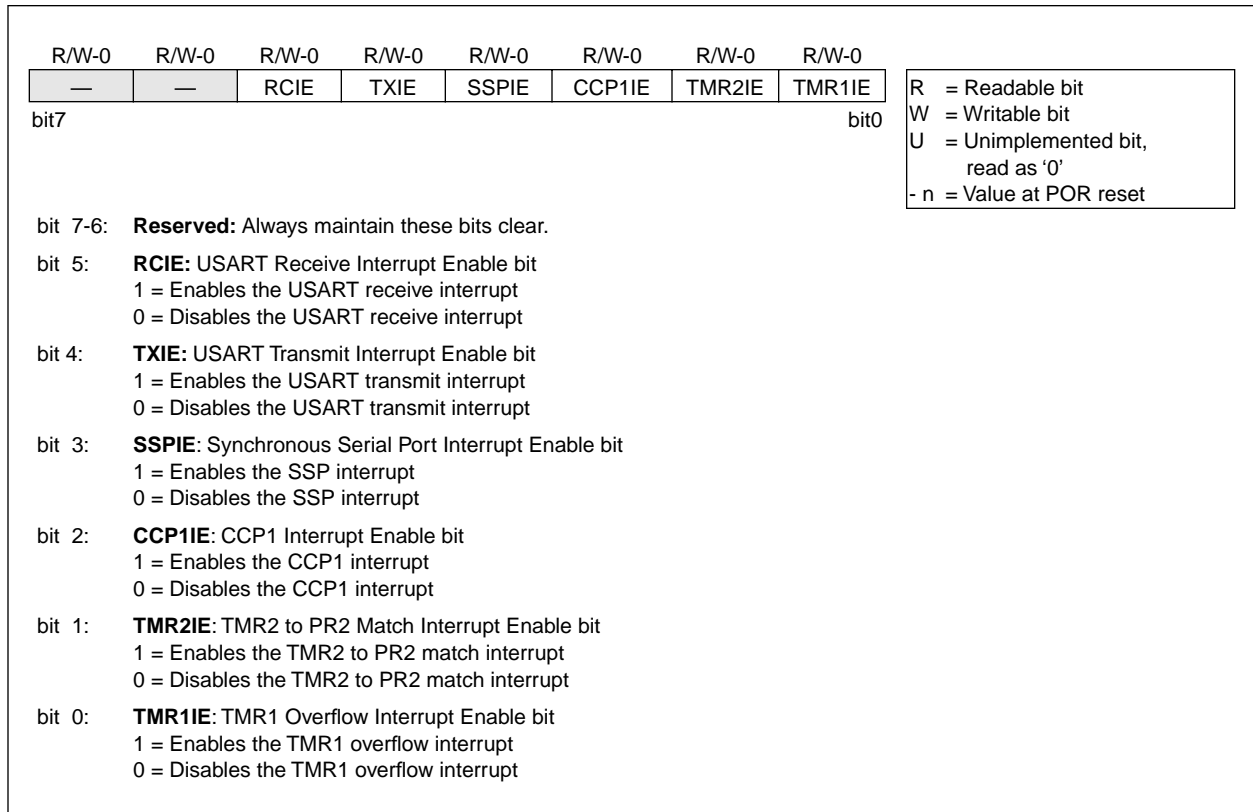 R/W-0 R/W-0 R/W-0 R/W-0 R/W-0 R/W-0 R/W-0 R/W-0
— — RCIE TXIE SSPIE CCP1IE TMR2IE TMR1IE
bit7 bit0
R = Readable bit
W = Writable bit
U = Unimplemented bit,
read as ‘0’
- n = Value at POR reset
bit 7-6: Reserved: Always maintain these bits clear.
bit 5: RCIE: USART Receive Interrupt Enable bit
1 = Enables the USART receive interrupt
0 = Disables the USART receive interrupt
bit 4: TXIE: USART Transmit Interrupt Enable bit
1 = Enables the USART transmit interrupt
0 = Disables the USART transmit interrupt
bit 3: SSPIE: Synchronous Serial Port Interrupt Enable bit
1 = Enables the SSP interrupt
0 = Disables the SSP interrupt
bit 2: CCP1IE: CCP1 Interrupt Enable bit
1 = Enables the CCP1 interrupt
0 = Disables the CCP1 interrupt
bit 1: TMR2IE: TMR2 to PR2 Match Interrupt Enable bit
1 = Enables the TMR2 to PR2 match interrupt
0 = Disables the TMR2 to PR2 match interrupt
bit 0: TMR1IE: TMR1 Overflow Interrupt Enable bit
1 = Enables the TMR1 overflow interrupt
0 = Disables the TMR1 overflow interrupt